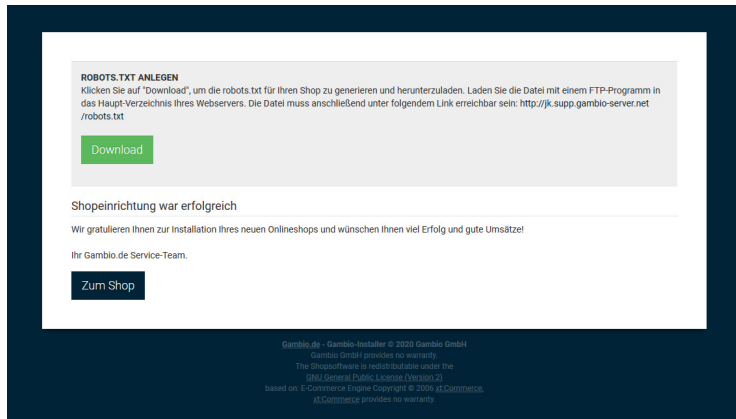 ROBOTS.TXT ANLEGEN
Klicken Sie auf "Download", um die robots.txt für Ihren Shop zu generieren und herunterzuladen. Laden Sie die Datei mit einem FTP-Programm in
das Haupt-Verzeichnis Ihres Webservers. Die Datei muss anschließend unter folgendem Link erreichbar sein: http://jk.supp.gambio-server.net
/robots.txt
Download
Shopeinrichtung war erfolgreich
Wir gratulieren Ihnen zur Installation Ihres neuen Onlineshops und wünschen Ihnen viel Erfolg und gute Umsätze!
Ihr Gambio.de Service-Team.
Zum Shop
Gambio.de - Gambio-Installer © 2020 Gambio GmbH
Gambio GmbH provides no warranty.
The Shopsoftware is redistributable under the
GNU General Public License (Version 2)
based on: E-Commerce Engine Copyright © 2006 xt:Commerce,
xt:Commerce provides no warranty.